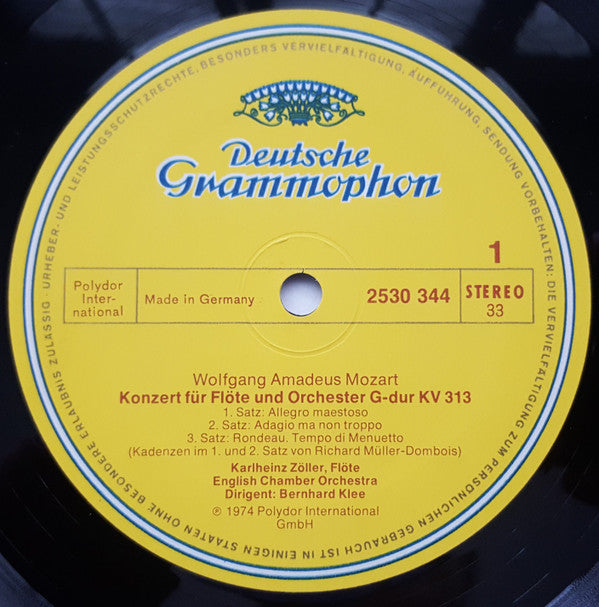 Deutsche
Grammophon
1
Polydor
Inter-
national
Made in Germany
2530 344
STEREO
33
Wolfgang Amadeus Mozart
Konzert für Flöte und Orchester G-dur KV 313
1. Satz: Allegro maestoso
2. Satz: Adagio ma non troppo
3. Satz: Rondeau. Tempo di Menuetto
(Kadenzen im 1. und 2. Satz von Richard Müller-Dombois)
Karlheinz Zöller, Flöte
English Chamber Orchestra
Dirigent: Bernhard Klee
℗ 1974 Polydor International
GmbH
URHEBER- UND LEISTUNGSSCHUTZRECHTE, BESONDERS VERVIELFÄLTIGUNG, AUFFÜHRUNG, SENDUNG VORBEHALTEN; DIE VERVIELFÄLTIGUNG ZUM PERSÖNLICHEN GEBRAUCH IST IN EINIGEN STAATEN OHNE BESONDERE ERLAUBNIS ZULÄSSIG ·